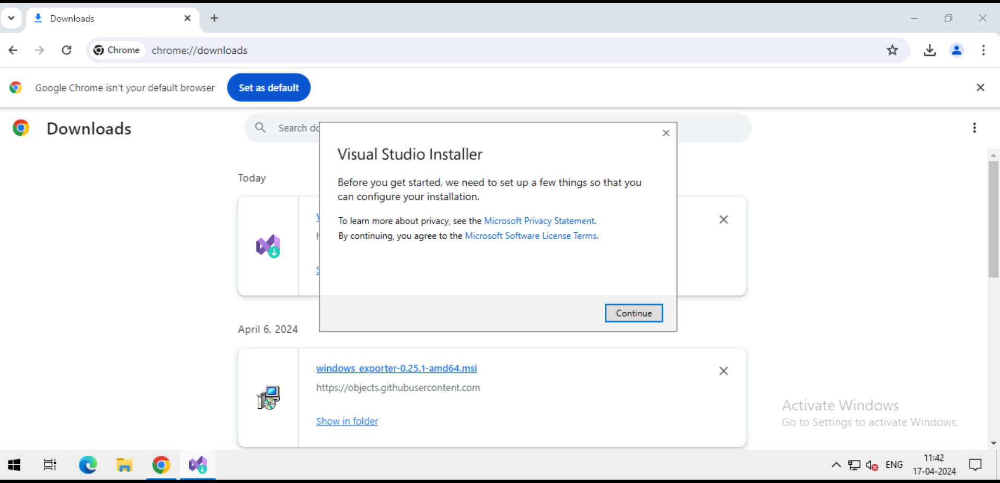 Downloads
Chrome
chrome://downloads
Google Chrome isn't your default browser
Set as default
Downloads
Search do
Visual Studio Installer
Before you get started, we need to set up a few things so that you
can configure your installation.
To learn more about privacy, see the Microsoft Privacy Statement.
By continuing, you agree to the Microsoft Software License Terms.
Continue
Today
April 6, 2024
windows_exporter-0.25.1-amd64.msi
https://objects.githubusercontent.com
Show in folder
Activate Windows
Go to Settings to activate Windows.
ENG
11:42
17-04-2024